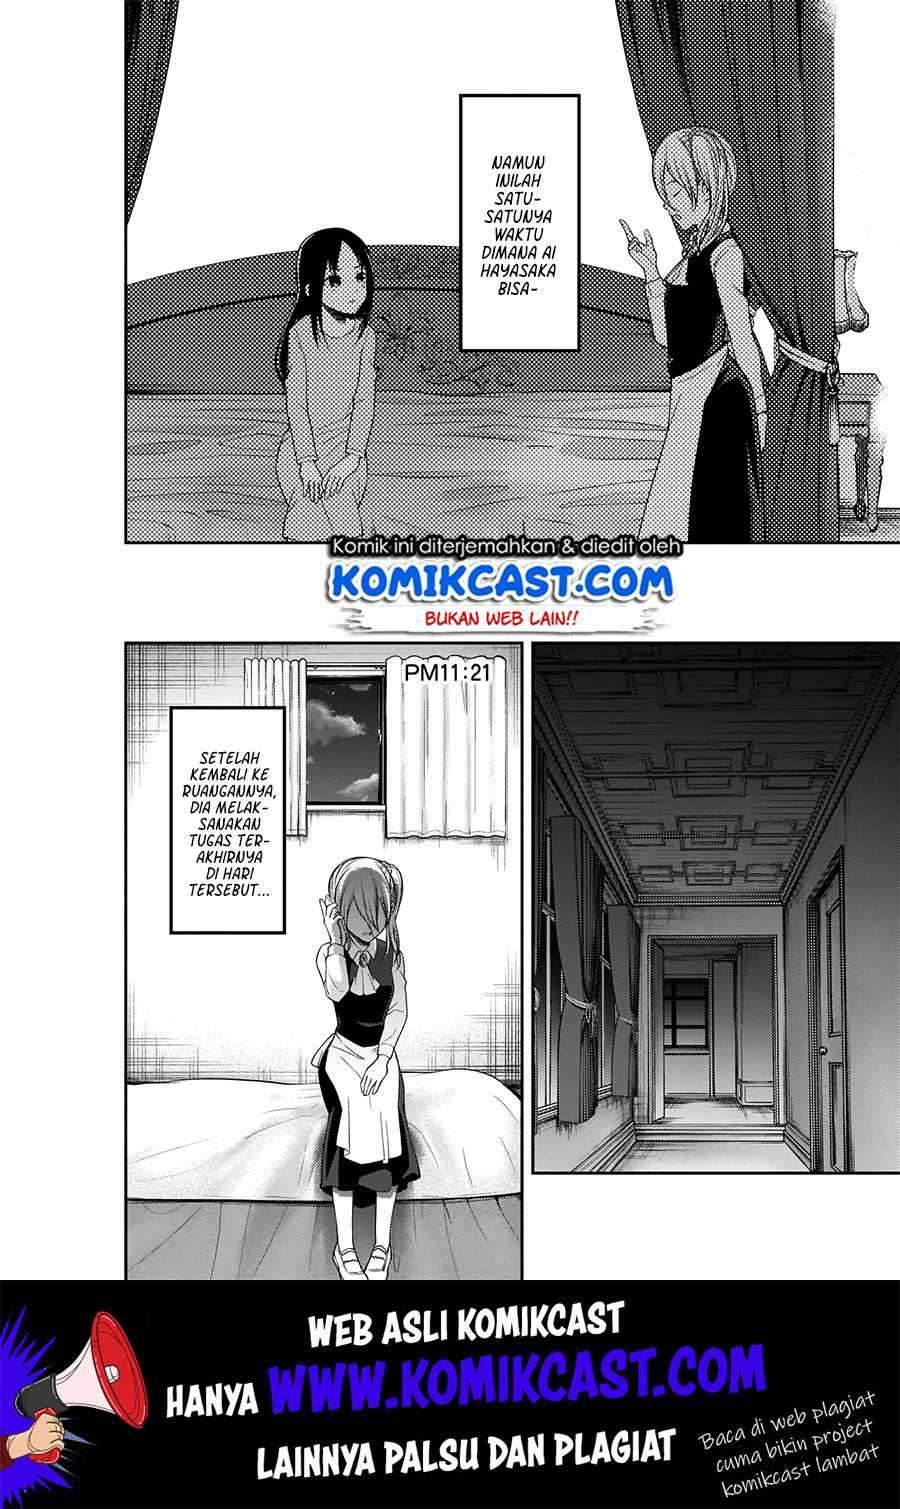 NAMUN
INILAH
SATU-
SATUNYA
WAKTU
DIMANA AI
HAYASAKA
BISA-
Komik ini diterjemahkan & diedit oleh
KOMIKCAST.COM
BUKAN WEB LAIN!!
PM11:21
SETELAH
KEMBALI KE
RUANGANNYA,
DIA MELAK-
SANAKAN
TUGAS TER-
AKHIRNYA
DI HARI
TERSEBUT...
WEB ASLI KOMIKCAST
HANYA WWW.KOMIKCAST.COM
LAINNYA PALSU DAN PLAGIAT
Baca di web plagiat
cuma bikin project
komikcast lambat